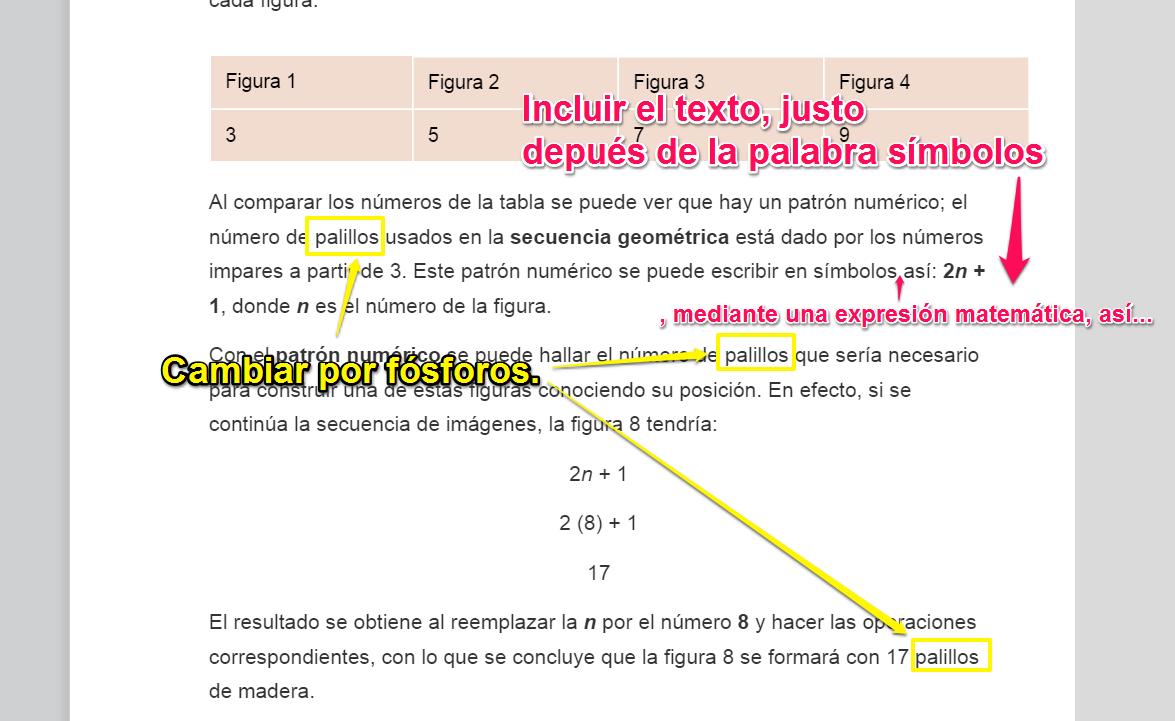 cada figura.
Figura 1 Figura 2 Figura 3 Figura 4
3 5 7 9
Incluir el texto, justo
depués de la palabra símbolos
Al comparar los números de la tabla se puede ver que hay un patrón numérico; el
número de palillos usados en la secuencia geométrica está dado por los números
impares a partir de 3. Este patrón numérico se puede escribir en símbolos así: 2n +
1, donde n es el número de la figura.
, mediante una expresión matemática, así...
Con el patrón numérico se puede hallar el número de palillos que sería necesario
Cambiar por fósforos.
para construir una de estas figuras conociendo su posición. En efecto, si se
continúa la secuencia de imágenes, la figura 8 tendría:
2n + 1
2 (8) + 1
17
El resultado se obtiene al reemplazar la n por el número 8 y hacer las operaciones
correspondientes, con lo que se concluye que la figura 8 se formará con 17 palillos
de madera.